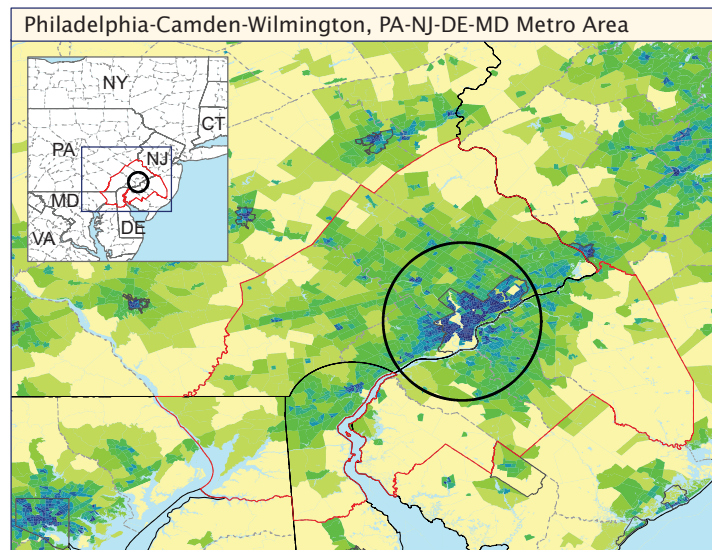 Philadelphia-Camden-Wilmington, PA-NJ-DE-MD Metro Area
NY
CT
PA
NJ
MD
DE
VA